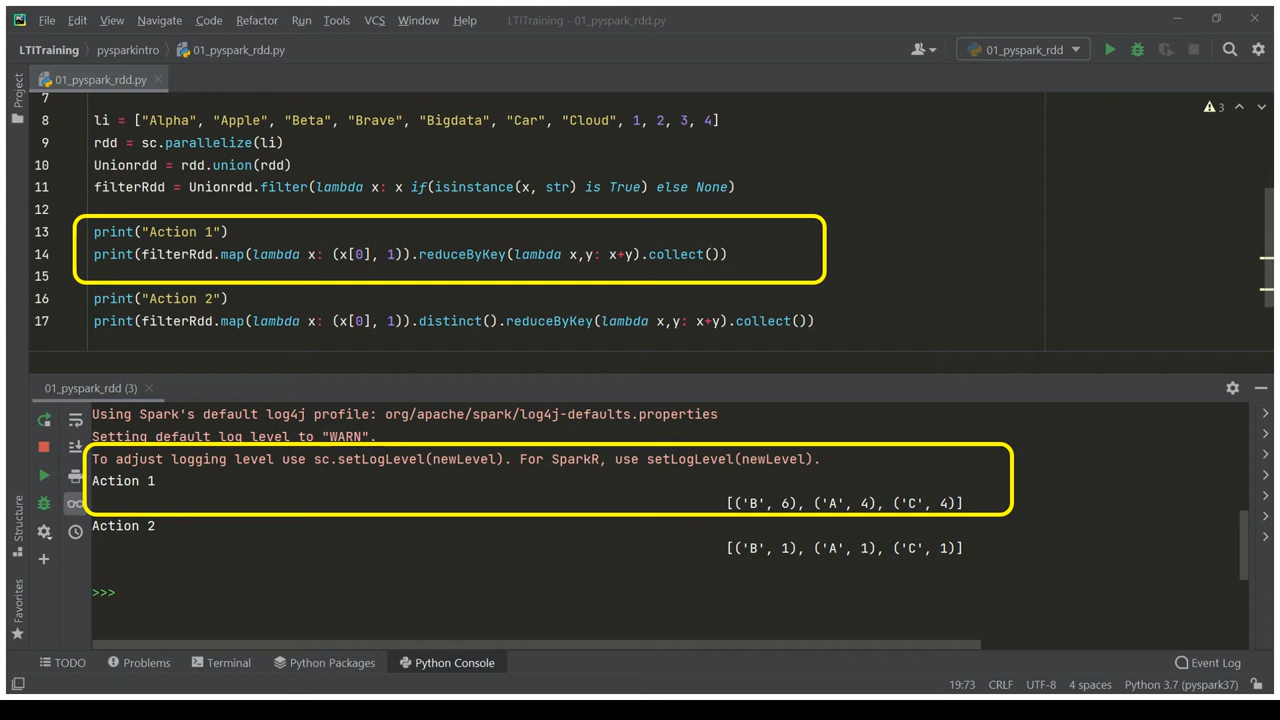 File Edit View Navigate Code Refactor Run Tools VCS Window Help LTITraining - 01_pyspark_rdd.py
LTITraining pysparkintro 01_pyspark_rdd.py 01_pyspark_rdd
Project
01_pyspark_rdd.py
7
8 li = ["Alpha", "Apple", "Beta", "Brave", "Bigdata", "Car", "Cloud", 1, 2, 3, 4]
3
9 rdd = sc.parallelize(li)
10 Unionrdd = rdd.union(rdd)
11 filterRdd = Unionrdd.filter(lambda x: x if(isinstance(x, str) is True) else None)
12
13 print("Action 1")
14 print(filterRdd.map(lambda x: (x[0], 1)).reduceByKey(lambda x,y: x+y).collect())
15
16 print("Action 2")
17 print(filterRdd.map(lambda x: (x[0], 1)).distinct().reduceByKey(lambda x,y: x+y).collect())
01_pyspark_rdd (3)
Using Spark's default log4j profile: org/apache/spark/log4j-defaults.properties
Setting default log level to "WARN".
To adjust logging level use sc.setLogLevel(newLevel). For SparkR, use setLogLevel(newLevel).
Action 1
[('B', 6), ('A', 4), ('C', 4)]
Action 2
[('B', 1), ('A', 1), ('C', 1)]
>>>
Structure
Favorites
TODO Problems Terminal Python Packages Python Console Event Log
19:73 CRLF UTF-8 4 spaces Python 3.7 (pyspark37)